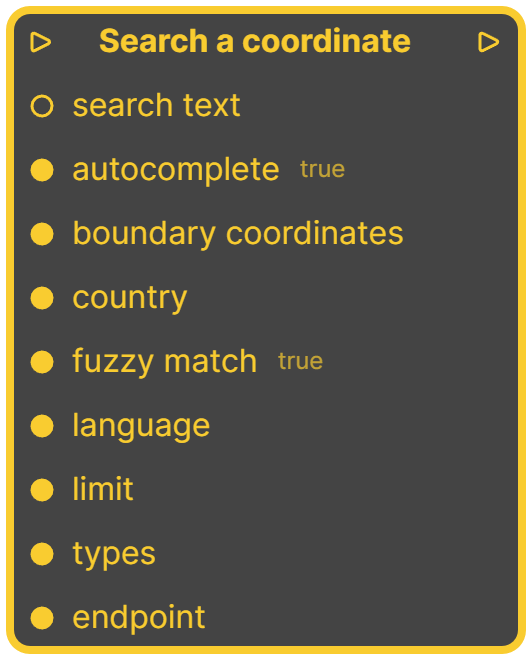 Search a coordinate
search text
autocomplete true
boundary coordinates
country
fuzzy match true
language
limit
types
endpoint